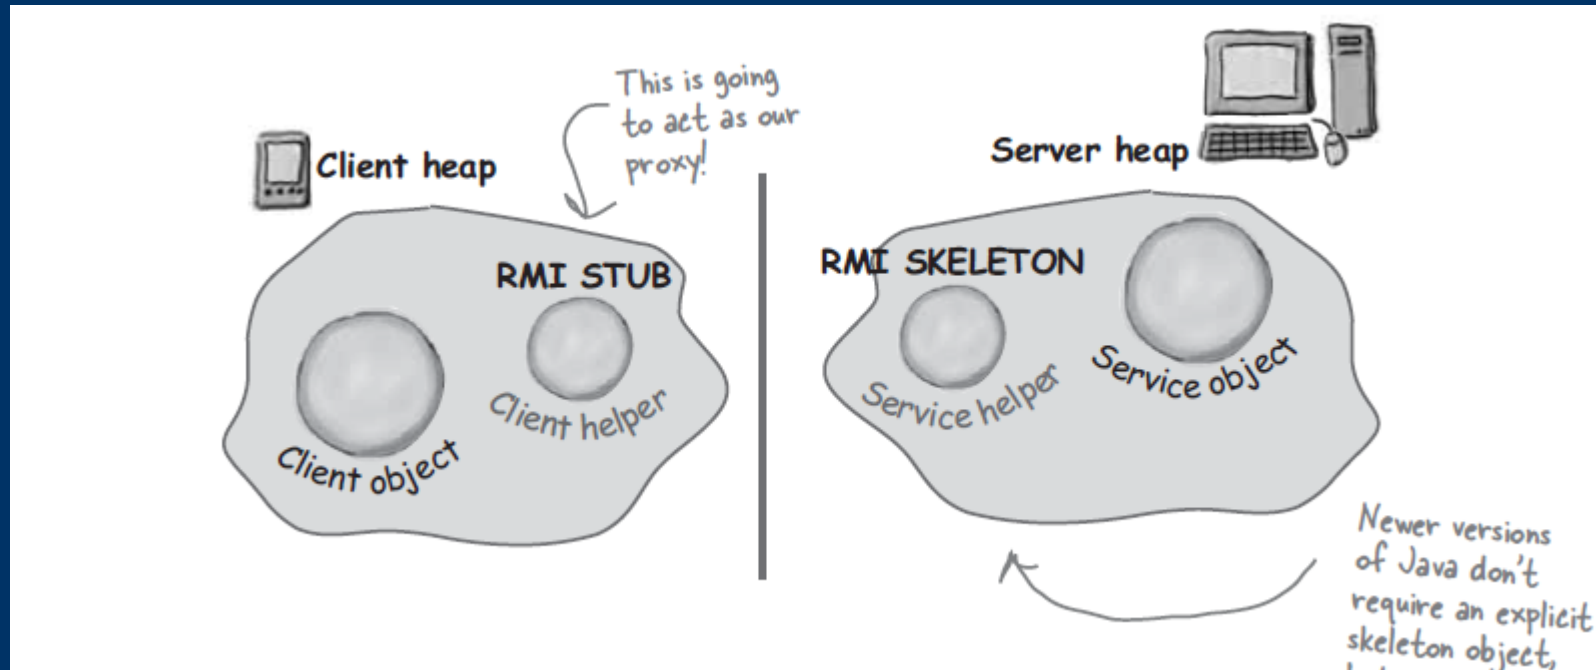 This is going
to act as our
proxy!
Client heap
Server heap
RMI STUB
Client helper
Client object
RMI SKELETON
Service helper
Service object
Newer versions
of Java don't
require an explicit
skeleton object,